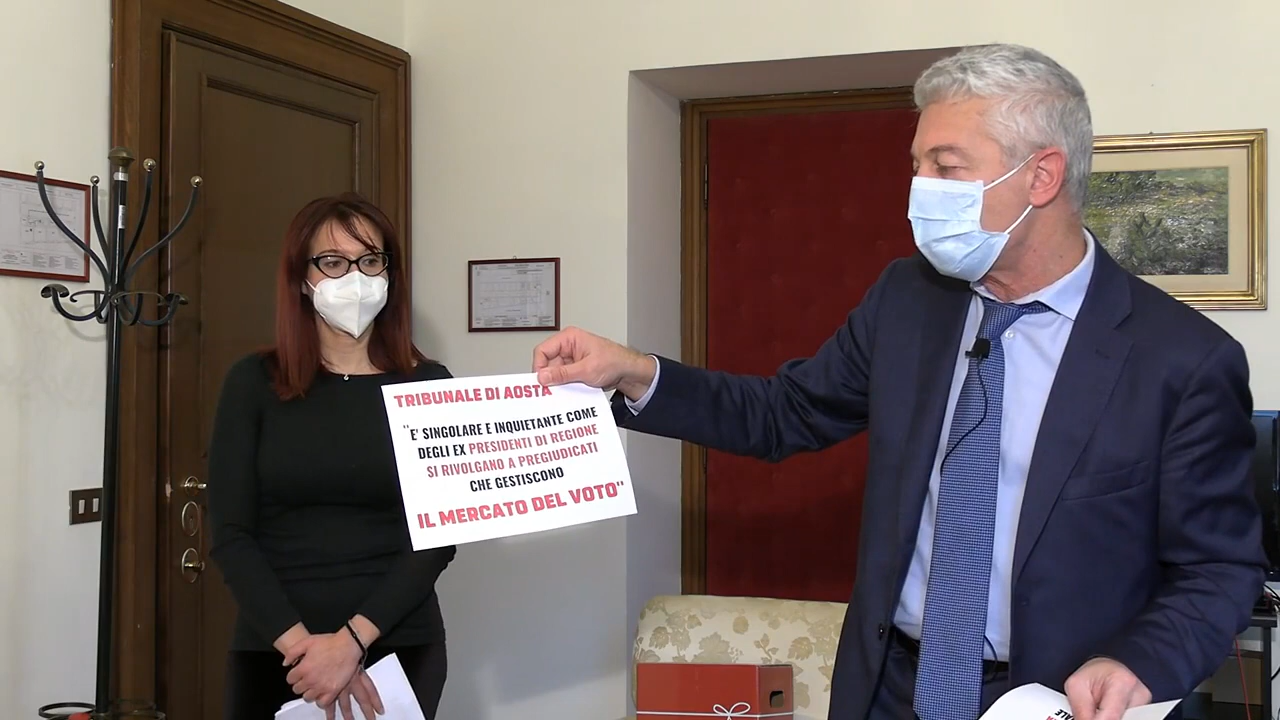 TRIBUNALE DI AOSTA
"E' SINGOLARE E INQUIETANTE COME
DEGLI EX PRESIDENTI DI REGIONE
SI RIVOLGANO A PREGIUDICATI
CHE GESTISCONO
IL MERCATO DEL VOTO"